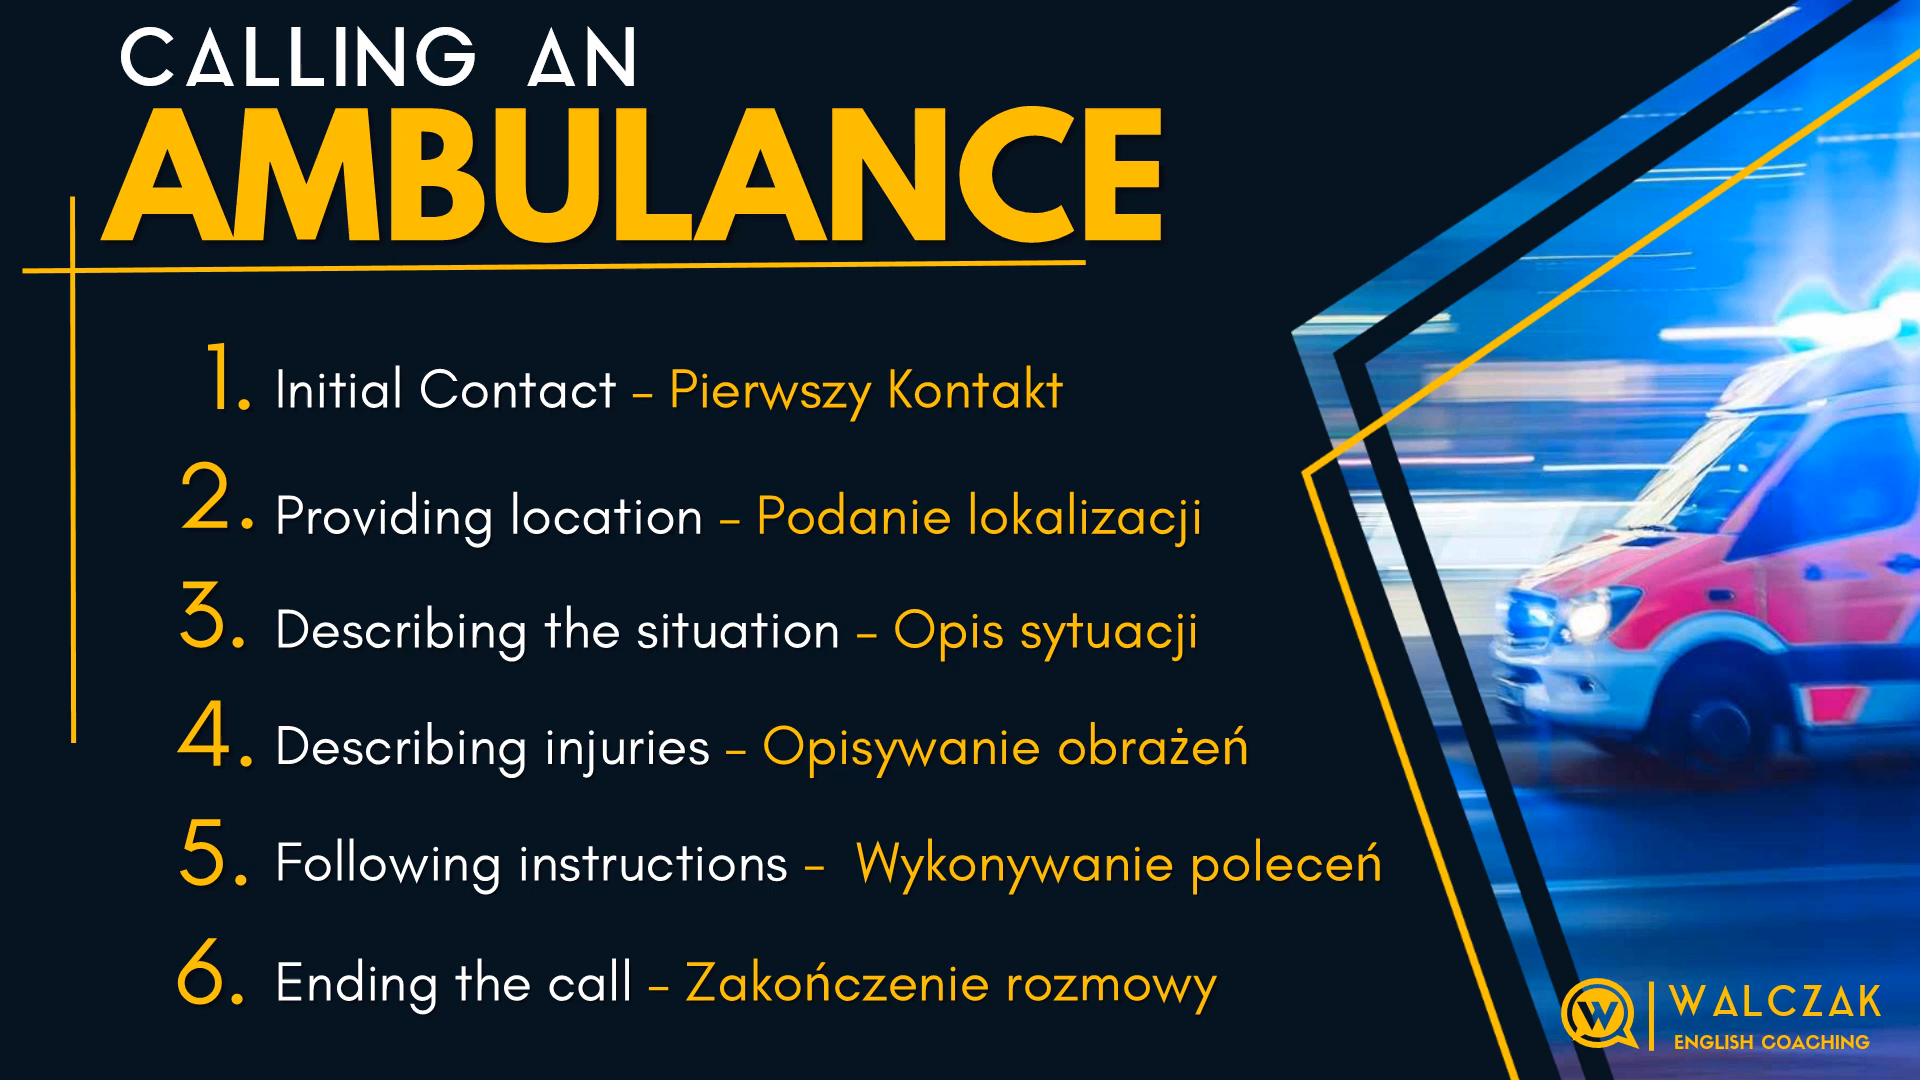 CALLING AN
AMBULANCE
1. Initial Contact – Pierwszy Kontakt
2. Providing location – Podanie lokalizacji
3. Describing the situation – Opis sytuacji
4. Describing injuries – Opisywanie obrażeń
5. Following instructions – Wykonywanie poleceń
6. Ending the call – Zakończenie rozmowy
W
WALCZAK
ENGLISH COACHING